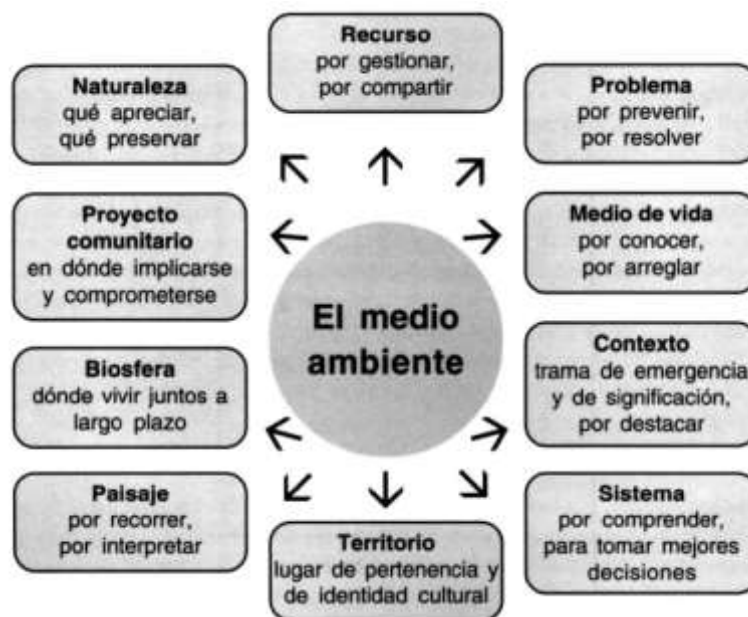 Recurso
por gestionar,
por compartir
Naturaleza
qué apreciar,
qué preservar
Problema
por prevenir,
por resolver
Proyecto
comunitario
en dónde implicarse
y comprometerse
Medio de vida
por conocer,
por arreglar
El medio
ambiente
Biosfera
dónde vivir juntos a
largo plazo
Contexto
trama de emergencia
y de significación,
por destacar
Paisaje
por recorrer,
por interpretar
Territorio
lugar de pertenencia y
de identidad cultural
Sistema
por comprender,
para tomar mejores
decisiones